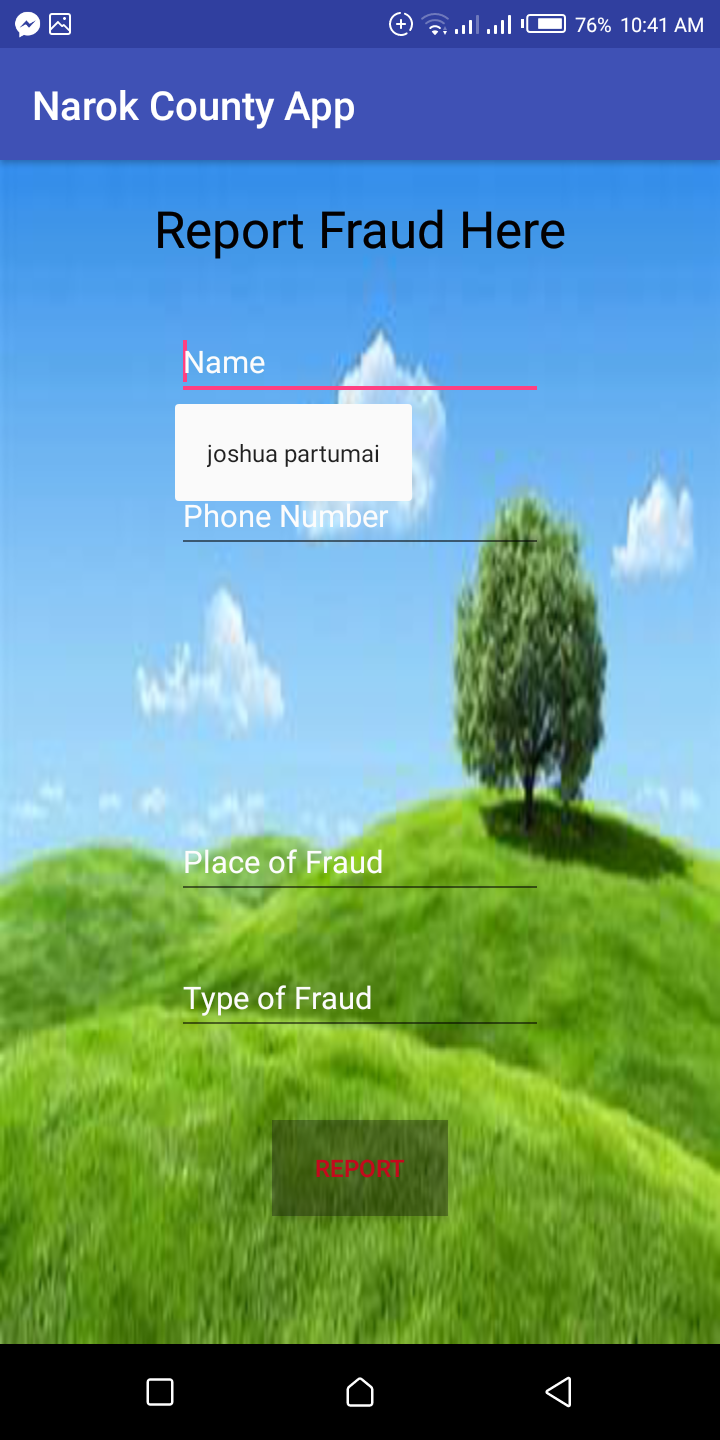 76% 10:41 AM
Narok County App
Report Fraud Here
Name
joshua partumai
Phone Number
Place of Fraud
Type of Fraud
REPORT